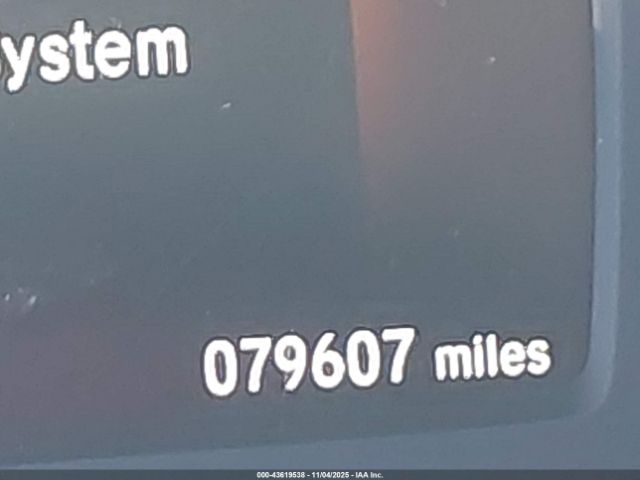 ystem
079607 miles
000-43619538 - 11/04/2025 - IAA Inc.